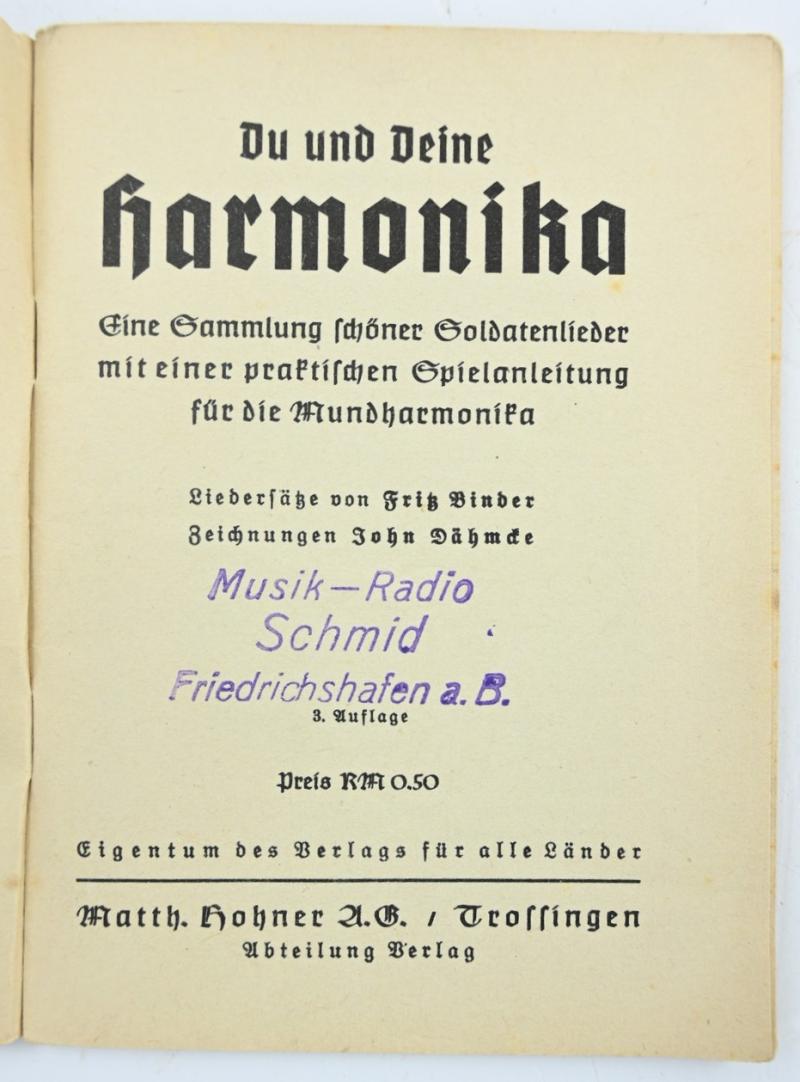 Du und Deine
Harmonika
Eine Sammlung schöner Soldatenlieder
mit einer praktischen Spielanleitung
für die Mundharmonika
Liedersätze von Fritz Binder
Zeichnungen John Dähmcke
Musik-Radio
Schmid
Friedrichshafen a. B.
3. Auflage
Preis RM 0.50
Eigentum des Verlags für alle Länder
Matth. Hohner A.G. / Trossingen
Abteilung Verlag